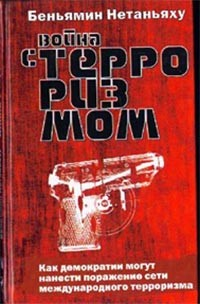 Беньямин Нетаньяху
война
с терро
риз
мом
Как демократии могут
нанести поражение сети
международного терроризма